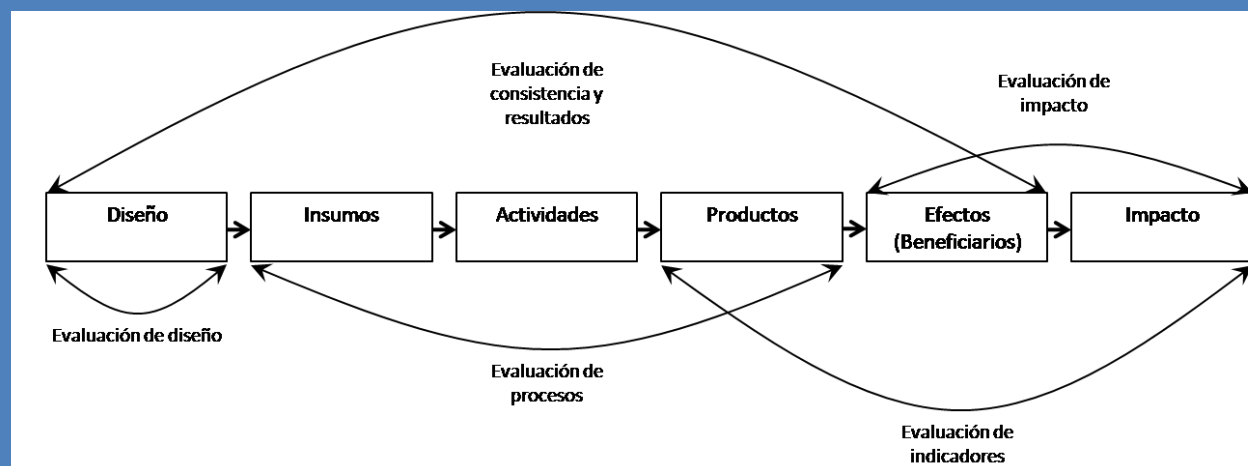 Evaluación de
consistencia y
resultados
Evaluación de
impacto
Diseño
Insumos
Actividades
Productos
Efectos
(Beneficiarios)
Impacto
Evaluación de diseño
Evaluación de
procesos
Evaluación de
indicadores